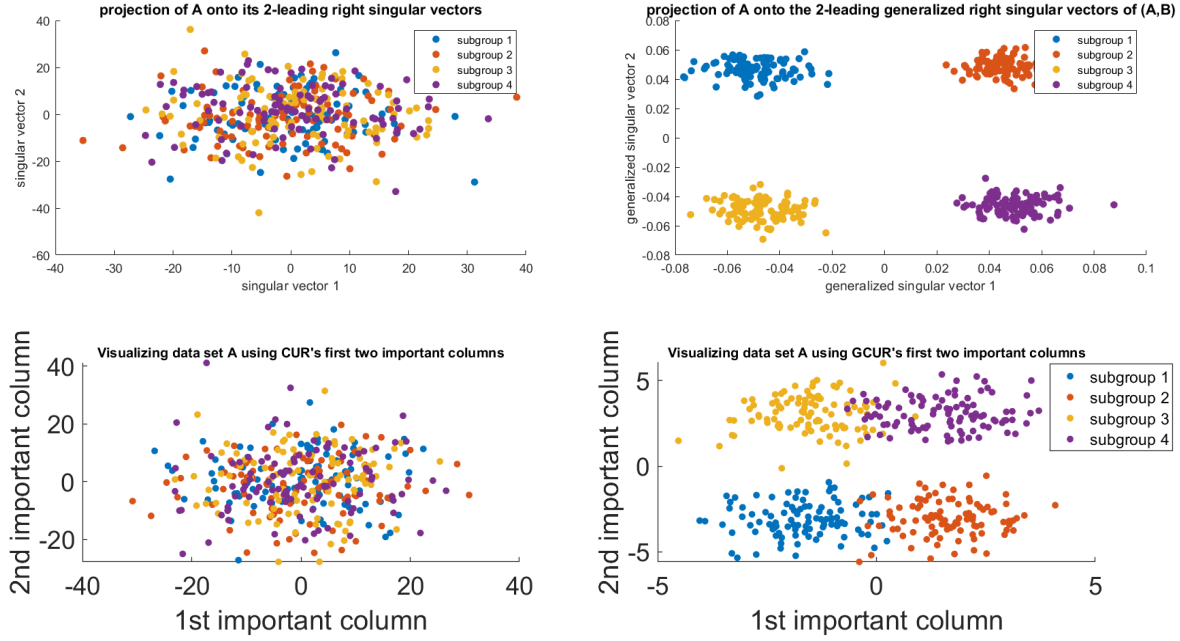 projection of A onto its 2-leading right singular vectors
40
20
0
-20
-40
-60
singular vector 2
-40
-30
-20
-10
0
10
20
30
40
singular vector 1
subgroup 1
subgroup 2
subgroup 3
subgroup 4
projection of A onto the 2-leading generalized right singular vectors of (A,B)
0.08
0.06
0.04
0.02
0
-0.02
-0.04
-0.06
-0.08
generalized singular vector 2
-0.08
-0.06
-0.04
-0.02
0
0.02
0.04
0.06
0.08
0.1
generalized singular vector 1
subgroup 1
subgroup 2
subgroup 3
subgroup 4
Visualizing data set A using CUR's first two important columns
40
20
0
-20
2nd important column
-40
-20
0
20
40
1st important column
Visualizing data set A using GCUR's first two important columns
5
0
-5
2nd important column
-5
0
5
1st important column
subgroup 1
subgroup 2
subgroup 3
subgroup 4